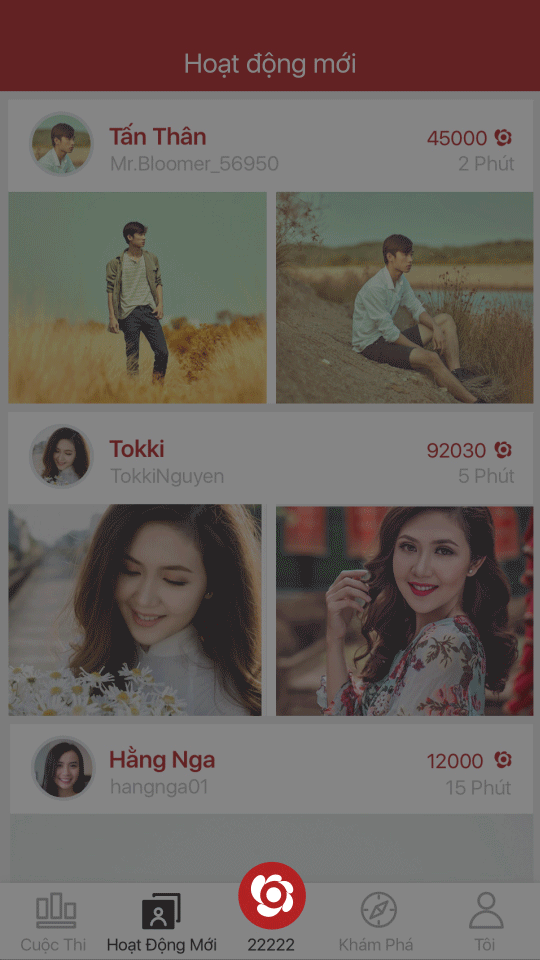 Hoạt động mới
Tấn Thân
45000
Mr.Bloomer_56950
2 Phút
Tokki
92030
TokkiNguyen
5 Phút
Hằng Nga
12000
hangnga01
15 Phút
Cuộc Thi
Hoạt Động Mới
22222
Khám Phá
Tôi